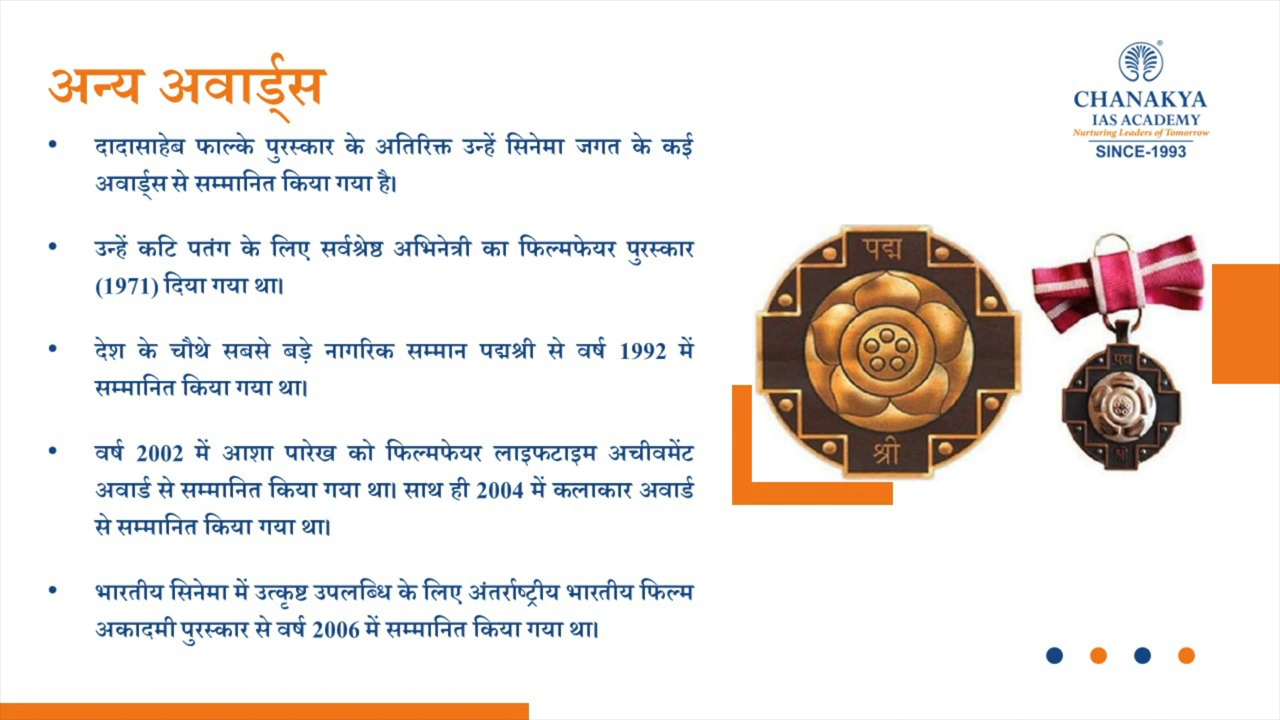 अन्य अवार्ड्स
• दादासाहेब फाल्के पुरस्कार के अतिरिक्त उन्हें सिनेमा जगत के कई
अवार्ड्स से सम्मानित किया गया है।
• उन्हें कटि पतंग के लिए सर्वश्रेष्ठ अभिनेत्री का फिल्मफेयर पुरस्कार
(1971) दिया गया था।
• देश के चौथे सबसे बड़े नागरिक सम्मान पद्मश्री से वर्ष 1992 में
सम्मानित किया गया था।
• वर्ष 2002 में आशा पारेख को फिल्मफेयर लाइफटाइम अचीवमेंट
अवार्ड से सम्मानित किया गया था। साथ ही 2004 में कलाकार अवार्ड
से सम्मानित किया गया था।
• भारतीय सिनेमा में उत्कृष्ट उपलब्धि के लिए अंतर्राष्ट्रीय भारतीय फिल्म
अकादमी पुरस्कार से वर्ष 2006 में सम्मानित किया गया था।
®
CHANAKYA
IAS ACADEMY
Nurturing Leaders of Tomorrow
SINCE-1993
पद्म
श्री
पद्म
श्री